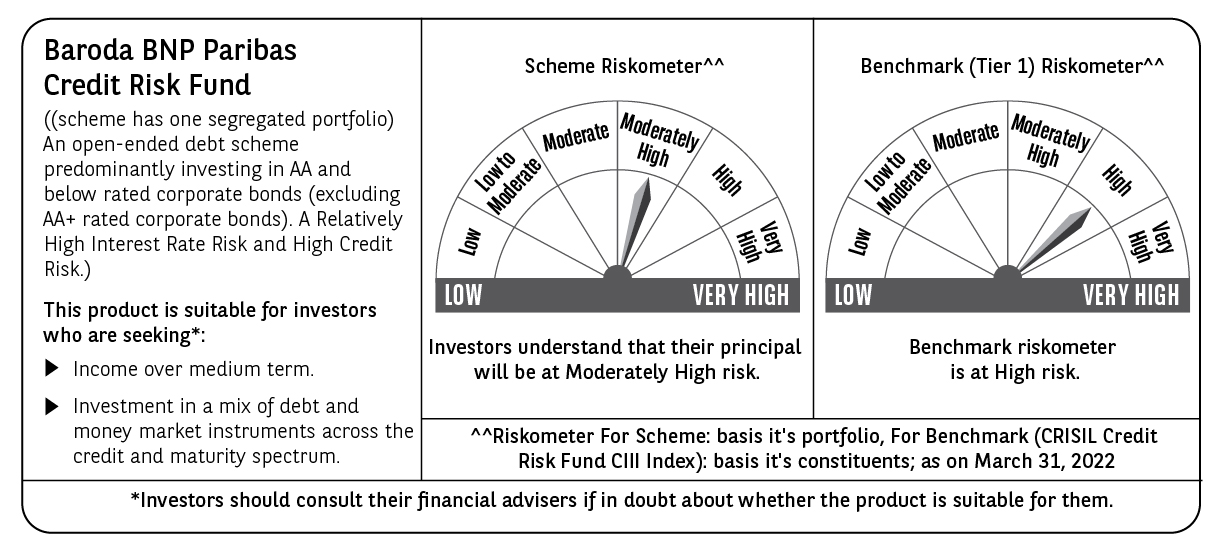 Baroda BNP Paribas
Credit Risk Fund
((scheme has one segregated portfolio)
An open-ended debt scheme
predominantly investing in AA and
below rated corporate bonds (excluding
AA+ rated corporate bonds). A Relatively
High Interest Rate Risk and High Credit
Risk.)
This product is suitable for investors
who are seeking*:
Income over medium term.
Investment in a mix of debt and
money market instruments across the
credit and maturity spectrum.
Scheme Riskometer^^
Low
Low to
Moderate
Moderate
Moderately
High
High
Very
High
LOW
VERY HIGH
Investors understand that their principal
will be at Moderately High risk.
Benchmark (Tier 1) Riskometer^^
Low
Low to
Moderate
Moderate
Moderately
High
High
Very
High
LOW
VERY HIGH
Benchmark riskometer
is at High risk.
^^Riskometer For Scheme: basis it's portfolio, For Benchmark (CRISIL Credit
Risk Fund CIII Index): basis it's constituents; as on March 31, 2022
*Investors should consult their financial advisers if in doubt about whether the product is suitable for them.